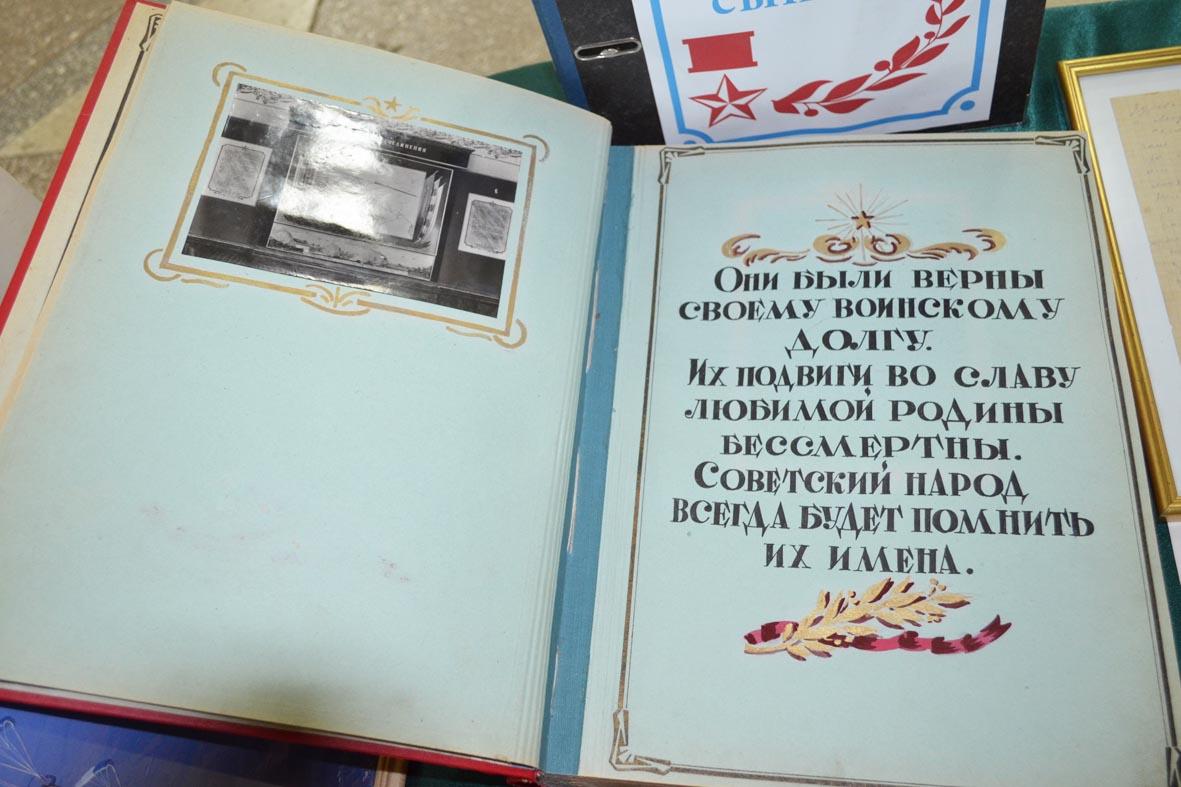 Они были верны
своему воинскому
долгу.
Их подвиги во славу
любимой Родины
бессмертны.
Советский народ
всегда будет помнить
их имена.